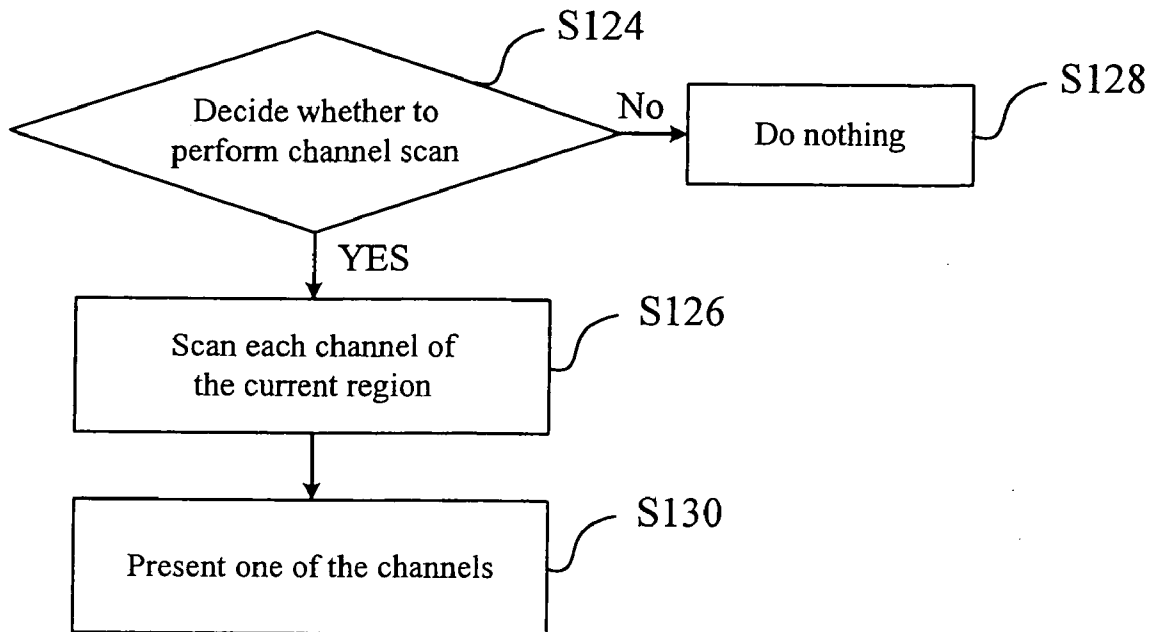 S124
Decide whether to
perform channel scan
No
Do nothing
S128
YES
Scan each channel of
the current region
S126
Present one of the channels
S130